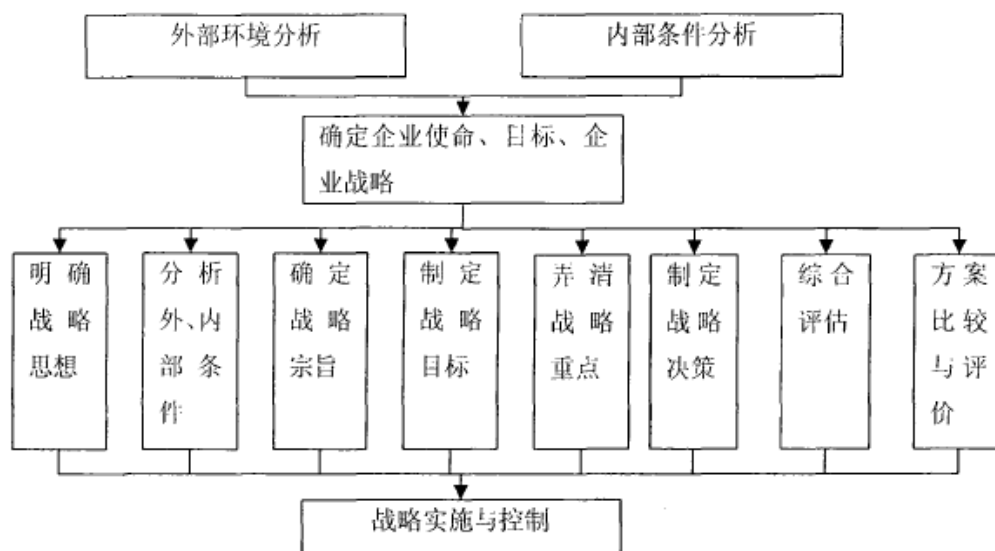 外部环境分析
内部条件分析
确定企业使命、目标、企
业战略
明确
战略
思想
分析
外、内
部条
件
确定
战略
宗旨
制定
战略
目标
弄清
战略
重点
制定
战略
决策
综合
评估
方案
比较
与评
价
战略实施与控制